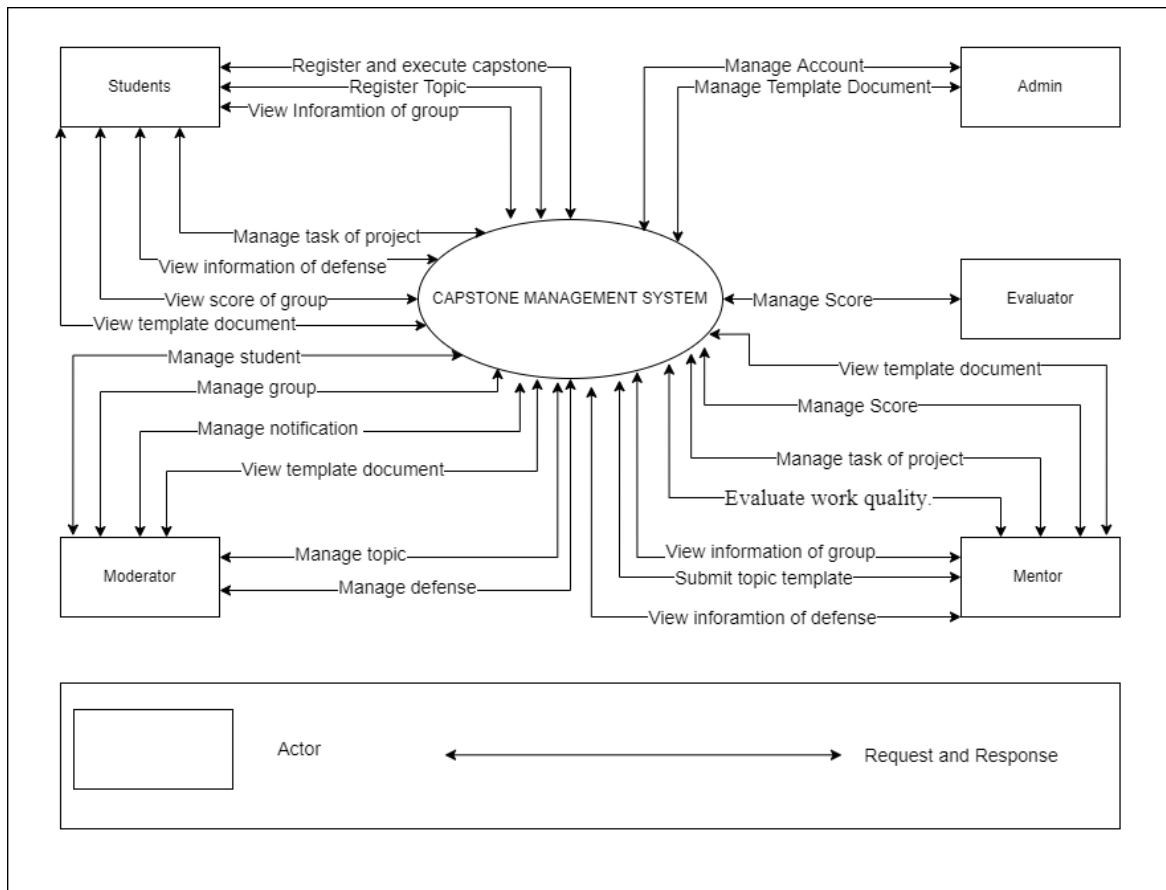 Students
Register and execute capstone
Register Topic
View Inforamtion of group
Manage Account
Manage Template Document
Admin
Manage task of project
View information of defense
View score of group
View template document
CAPSTONE MANAGEMENT SYSTEM
Manage Score
Evaluator
Manage student
Manage group
Manage notification
View template document
Manage topic
Manage defense
Moderator
View template document
Manage Score
Manage task of project
Evaluate work quality.
View information of group
Submit topic template
View inforamtion of defense
Mentor
Actor
Request and Response